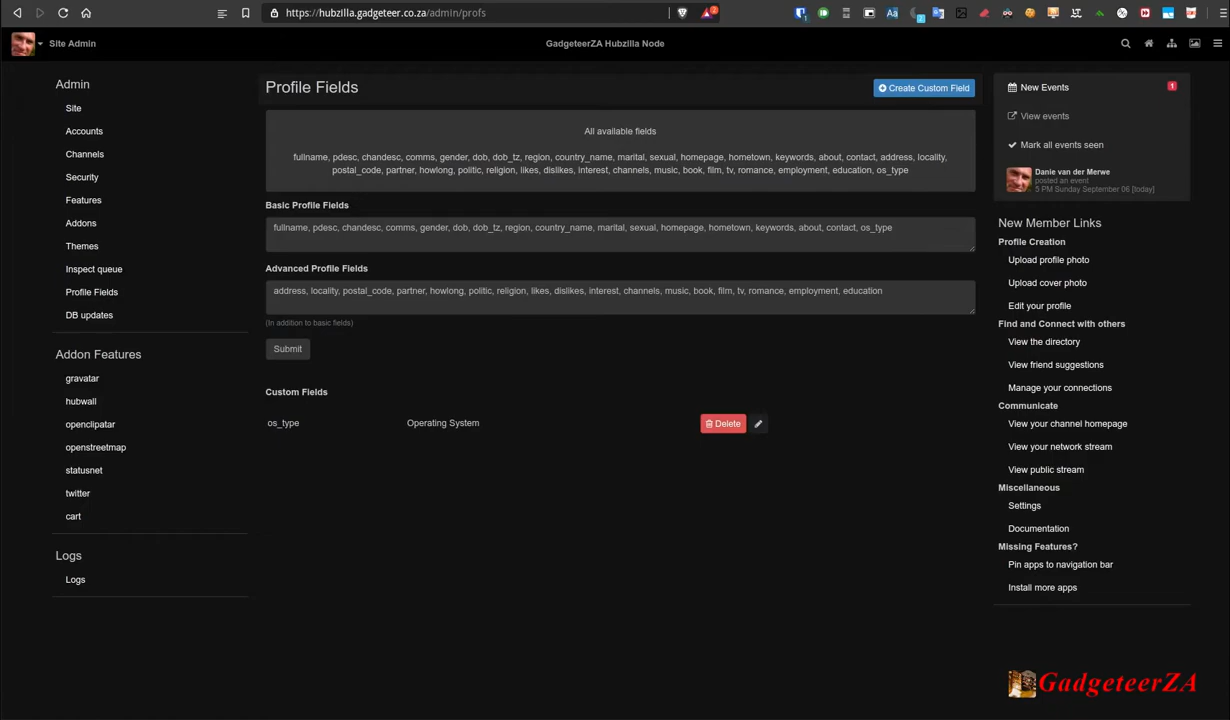 https://hubzilla.gadgeteer.co.za/admin/profs
2
2
Site Admin
GadgeteerZA Hubzilla Node
Admin
Site
Accounts
Channels
Security
Features
Addons
Themes
Inspect queue
Profile Fields
DB updates
Addon Features
gravatar
hubwall
openclipatar
openstreetmap
statusnet
twitter
cart
Logs
Logs
Profile Fields
Create Custom Field
All available fields
fullname, pdesc, chandesc, comms, gender, dob, dob_tz, region, country_name, marital, sexual, homepage, hometown, keywords, about, contact, address, locality,
postal_code, partner, howlong, politic, religion, likes, dislikes, interest, channels, music, book, film, tv, romance, employment, education, os_type
Basic Profile Fields
fullname, pdesc, chandesc, comms, gender, dob, dob_tz, region, country_name, marital, sexual, homepage, hometown, keywords, about, contact, os_type
Advanced Profile Fields
address, locality, postal_code, partner, howlong, politic, religion, likes, dislikes, interest, channels, music, book, film, tv, romance, employment, education
(In addition to basic fields)
Submit
Custom Fields
os_type Operating System Delete
New Events 1
View events
Mark all events seen
Danie van der Merwe
posted an event
5 PM Sunday September 06 [today]
New Member Links
Profile Creation
Upload profile photo
Upload cover photo
Edit your profile
Find and Connect with others
View the directory
View friend suggestions
Manage your connections
Communicate
View your channel homepage
View your network stream
View public stream
Miscellaneous
Settings
Documentation
Missing Features?
Pin apps to navigation bar
Install more apps
GadgeteerZA